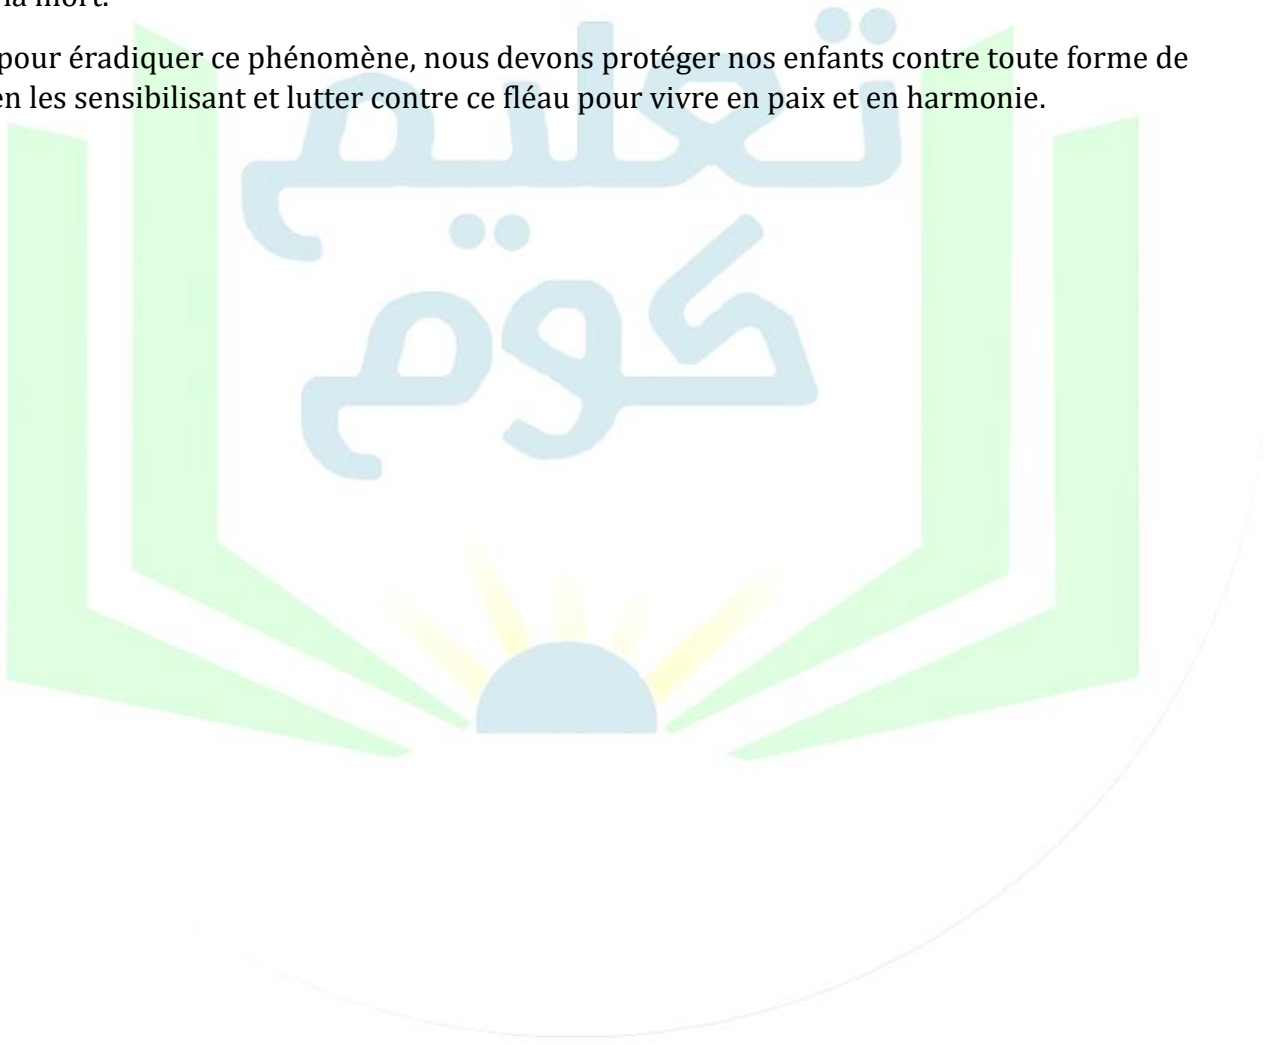 la mort.
pour éradiquer ce phénomène, nous devons protéger nos enfants contre toute forme de
en les sensibilisant et lutter contre ce fléau pour vivre en paix et en harmonie.
تعليم
كوم